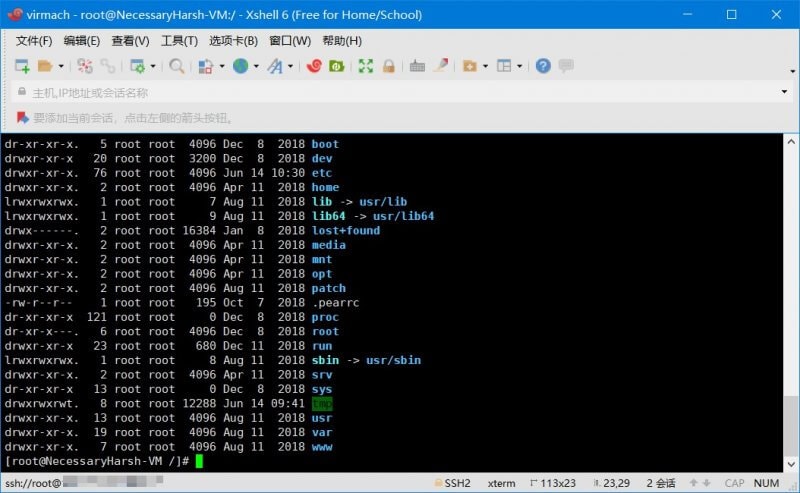 virmach - root@NecessaryHarsh-VM:/ - Xshell 6 (Free for Home/School)
文件(F) 编辑(E) 查看(V) 工具(T) 选项卡(B) 窗口(W) 帮助(H)
主机,IP地址或会话名称
要添加当前会话，点击左侧的箭头按钮。
dr-xr-xr-x. 5 root root 4096 Dec 8 2018 boot
drwxr-xr-x 20 root root 3200 Dec 8 2018 dev
drwxr-xr-x. 76 root root 4096 Jun 14 10:30 etc
drwxr-xr-x. 2 root root 4096 Apr 11 2018 home
lrwxrwxrwx. 1 root root 7 Aug 11 2018 lib -> usr/lib
lrwxrwxrwx. 1 root root 9 Aug 11 2018 lib64 -> usr/lib64
drwx------. 2 root root 16384 Jan 8 2018 lost+found
drwxr-xr-x. 2 root root 4096 Apr 11 2018 media
drwxr-xr-x. 2 root root 4096 Apr 11 2018 mnt
drwxr-xr-x. 2 root root 4096 Apr 11 2018 opt
drwxr-xr-x. 2 root root 4096 Aug 11 2018 patch
-rw-r--r-- 1 root root 195 Oct 7 2018 .pearrc
dr-xr-xr-x 121 root root 0 Dec 8 2018 proc
dr-xr-x---. 6 root root 4096 Dec 8 2018 root
drwxr-xr-x 23 root root 680 Dec 11 2018 run
lrwxrwxrwx. 1 root root 8 Aug 11 2018 sbin -> usr/sbin
drwxr-xr-x. 2 root root 4096 Apr 11 2018 srv
dr-xr-xr-x 13 root root 0 Dec 8 2018 sys
drwxrwxrwt. 8 root root 12288 Jun 14 09:41 tmp
drwxr-xr-x. 13 root root 4096 Aug 11 2018 usr
drwxr-xr-x. 19 root root 4096 Aug 11 2018 var
drwxr-xr-x. 7 root root 4096 Aug 11 2018 www
[root@NecessaryHarsh-VM /]#
ssh://root@ SSH2 xterm 113x23 23,29 2 会话 CAP NUM